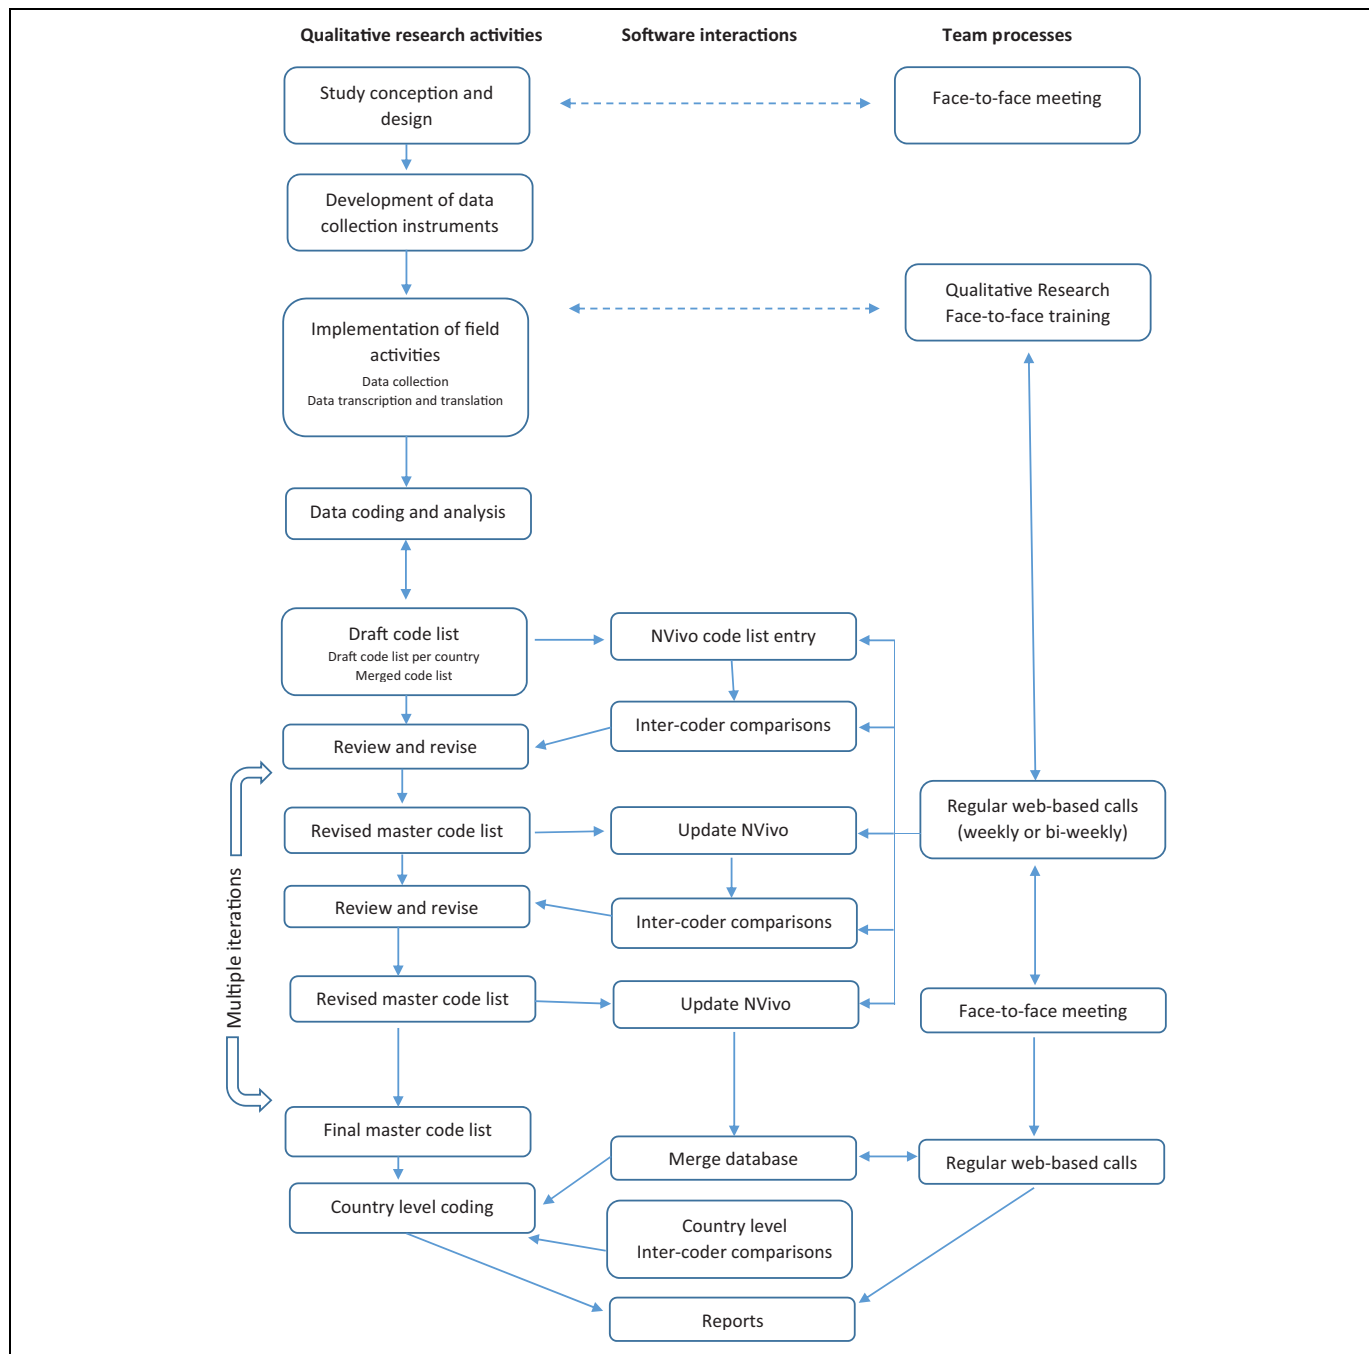 Qualitative research activities
Software interactions
Team processes
Study conception and
design
Face-to-face meeting
Development of data
collection instruments
Qualitative Research
Face-to-face training
Implementation of field
activities
Data collection
Data transcription and translation
Data coding and analysis
Draft code list
Draft code list per country
Merged code list
NVivo code list entry
Inter-coder comparisons
Review and revise
Regular web-based calls
(weekly or bi-weekly)
Revised master code list
Update NVivo
Multiple iterations
Review and revise
Inter-coder comparisons
Revised master code list
Update NVivo
Face-to-face meeting
Final master code list
Merge database
Regular web-based calls
Country level coding
Country level
Inter-coder comparisons
Reports